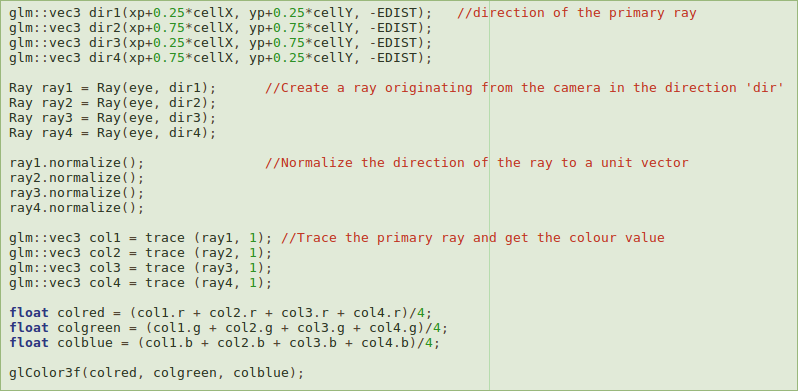 glm::vec3 dir1(xp+0.25*cellX, yp+0.25*cellY, -EDIST);   //direction of the primary ray
glm::vec3 dir2(xp+0.75*cellX, yp+0.75*cellY, -EDIST);
glm::vec3 dir3(xp+0.25*cellX, yp+0.75*cellY, -EDIST);
glm::vec3 dir4(xp+0.75*cellX, yp+0.25*cellY, -EDIST);
Ray ray1 = Ray(eye, dir1);      //Create a ray originating from the camera in the direction 'dir'
Ray ray2 = Ray(eye, dir2);
Ray ray3 = Ray(eye, dir3);
Ray ray4 = Ray(eye, dir4);
ray1.normalize();               //Normalize the direction of the ray to a unit vector
ray2.normalize();
ray3.normalize();
ray4.normalize();
glm::vec3 col1 = trace (ray1, 1); //Trace the primary ray and get the colour value
glm::vec3 col2 = trace (ray2, 1);
glm::vec3 col3 = trace (ray3, 1);
glm::vec3 col4 = trace (ray4, 1);
float colred = (col1.r + col2.r + col3.r + col4.r)/4;
float colgreen = (col1.g + col2.g + col3.g + col4.g)/4;
float colblue = (col1.b + col2.b + col3.b + col4.b)/4;
glColor3f(colred, colgreen, colblue);